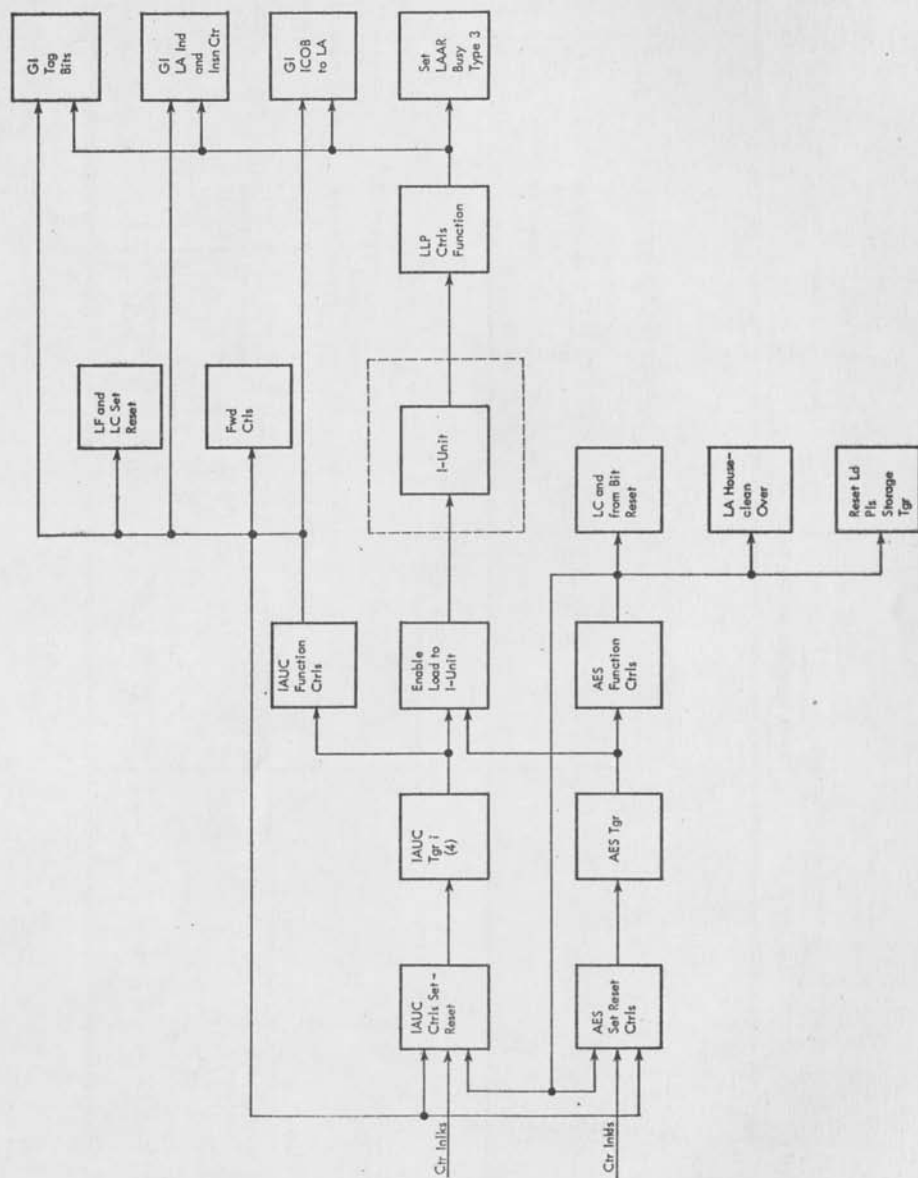 GI
Tag
Bits
GI
LA Ind
and
Insn Ctr
GI
ICOB
to LA
Set
LAAR
Busy
Type 3
LLP
Ctrls
Function
LF and
LC Set
Reset
Fwd
Ctls
I-Unit
LC and
from Bit
Reset
LA House-
clean
Over
Reset Ld
Pls
Storage
Tgr
IAUC
Function
Ctrls
Enable
Load to
I-Unit
AES
Function
Ctrls
IAUC
Tgr i
(4)
AES Tgr
IAUC
Ctrls Set -
Reset
AES
Set Reset
Ctrls
Ctr Inlks
Ctr Inlks